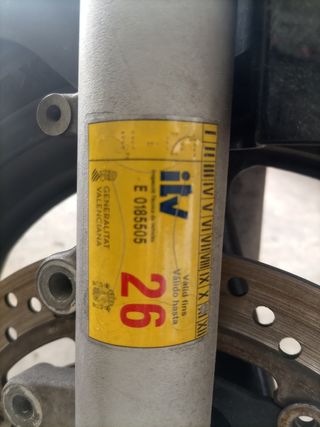 I II III IV V VI VII VIII IX X XI XII
itv
E 0185505
GENERALITAT
VALENCIANA
Vàlid fins
Válido hasta
26